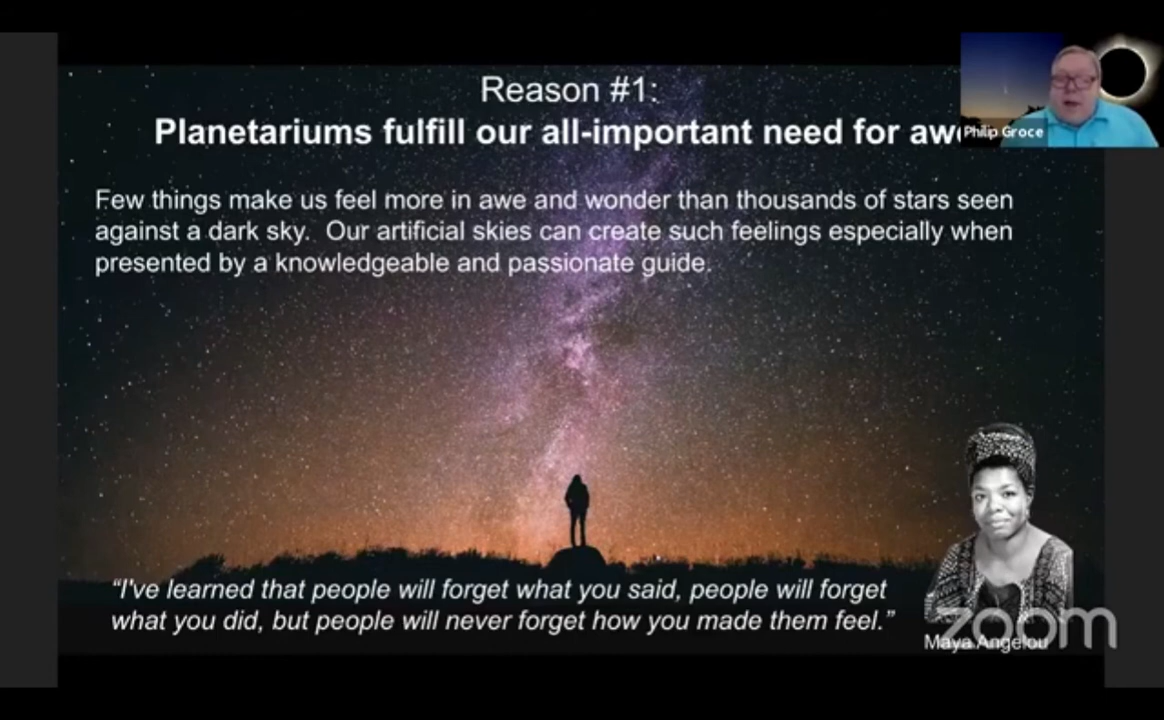 Reason #1:
Planetariums fulfill our all-important need for awe
Philip Groce
Few things make us feel more in awe and wonder than thousands of stars seen
against a dark sky.  Our artificial skies can create such feelings especially when
presented by a knowledgeable and passionate guide.
“I've learned that people will forget what you said, people will forget
what you did, but people will never forget how you made them feel.”
zoom
Maya Angelou